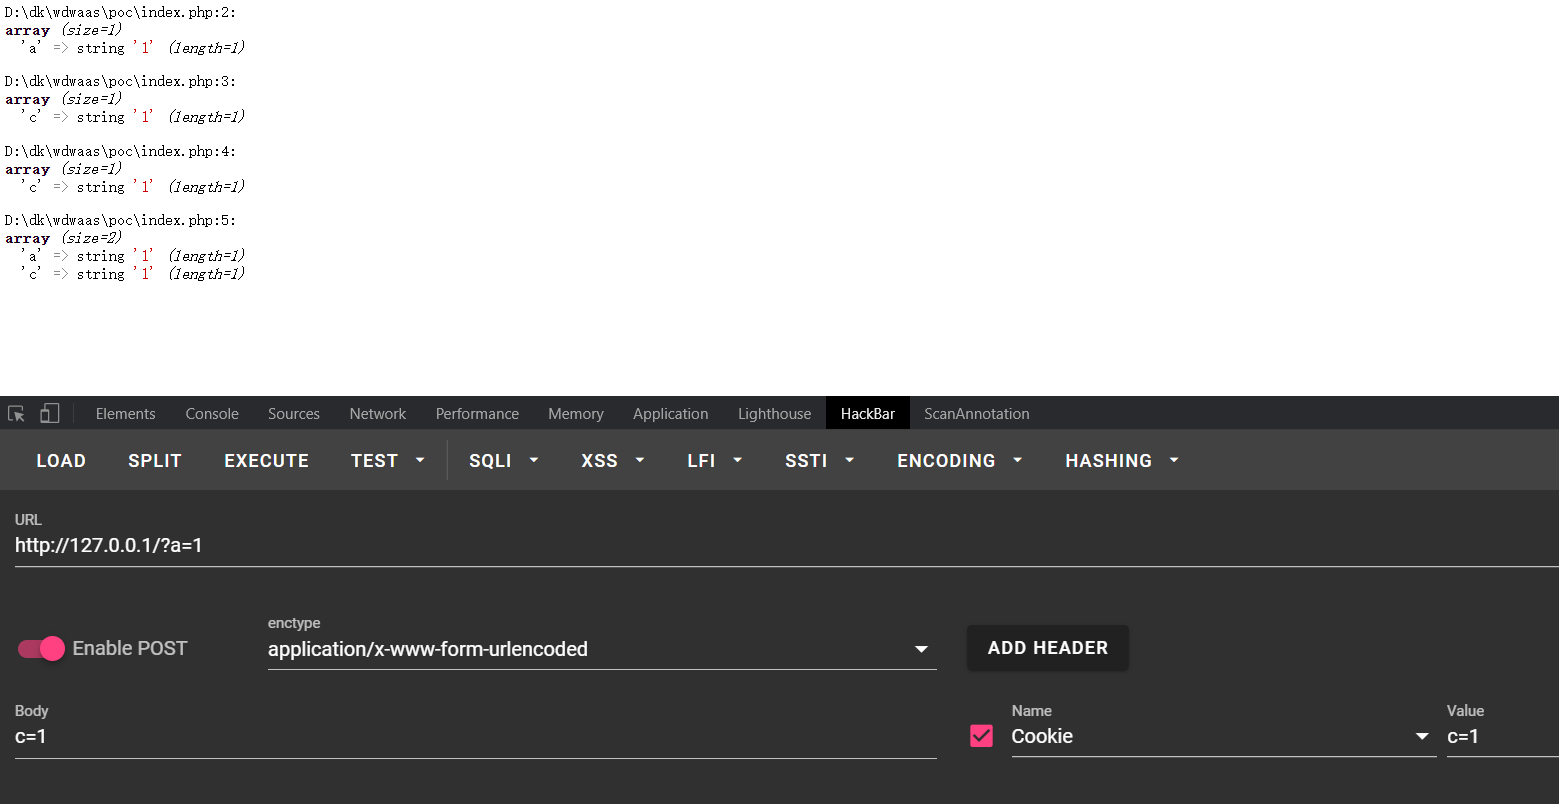 D:\dk\wdwaas\poc\index.php:2:
array (size=1)
  'a' => string '1' (length=1)
D:\dk\wdwaas\poc\index.php:3:
array (size=1)
  'c' => string '1' (length=1)
D:\dk\wdwaas\poc\index.php:4:
array (size=1)
  'c' => string '1' (length=1)
D:\dk\wdwaas\poc\index.php:5:
array (size=2)
  'a' => string '1' (length=1)
  'c' => string '1' (length=1)
Elements Console Sources Network Performance Memory Application Lighthouse HackBar ScanAnnotation
LOAD SPLIT EXECUTE TEST SQLI XSS LFI SSTI ENCODING HASHING
URL
http://127.0.0.1/?a=1
enctype
Enable POST application/x-www-form-urlencoded ADD HEADER
Body Name Value
c=1 Cookie c=1